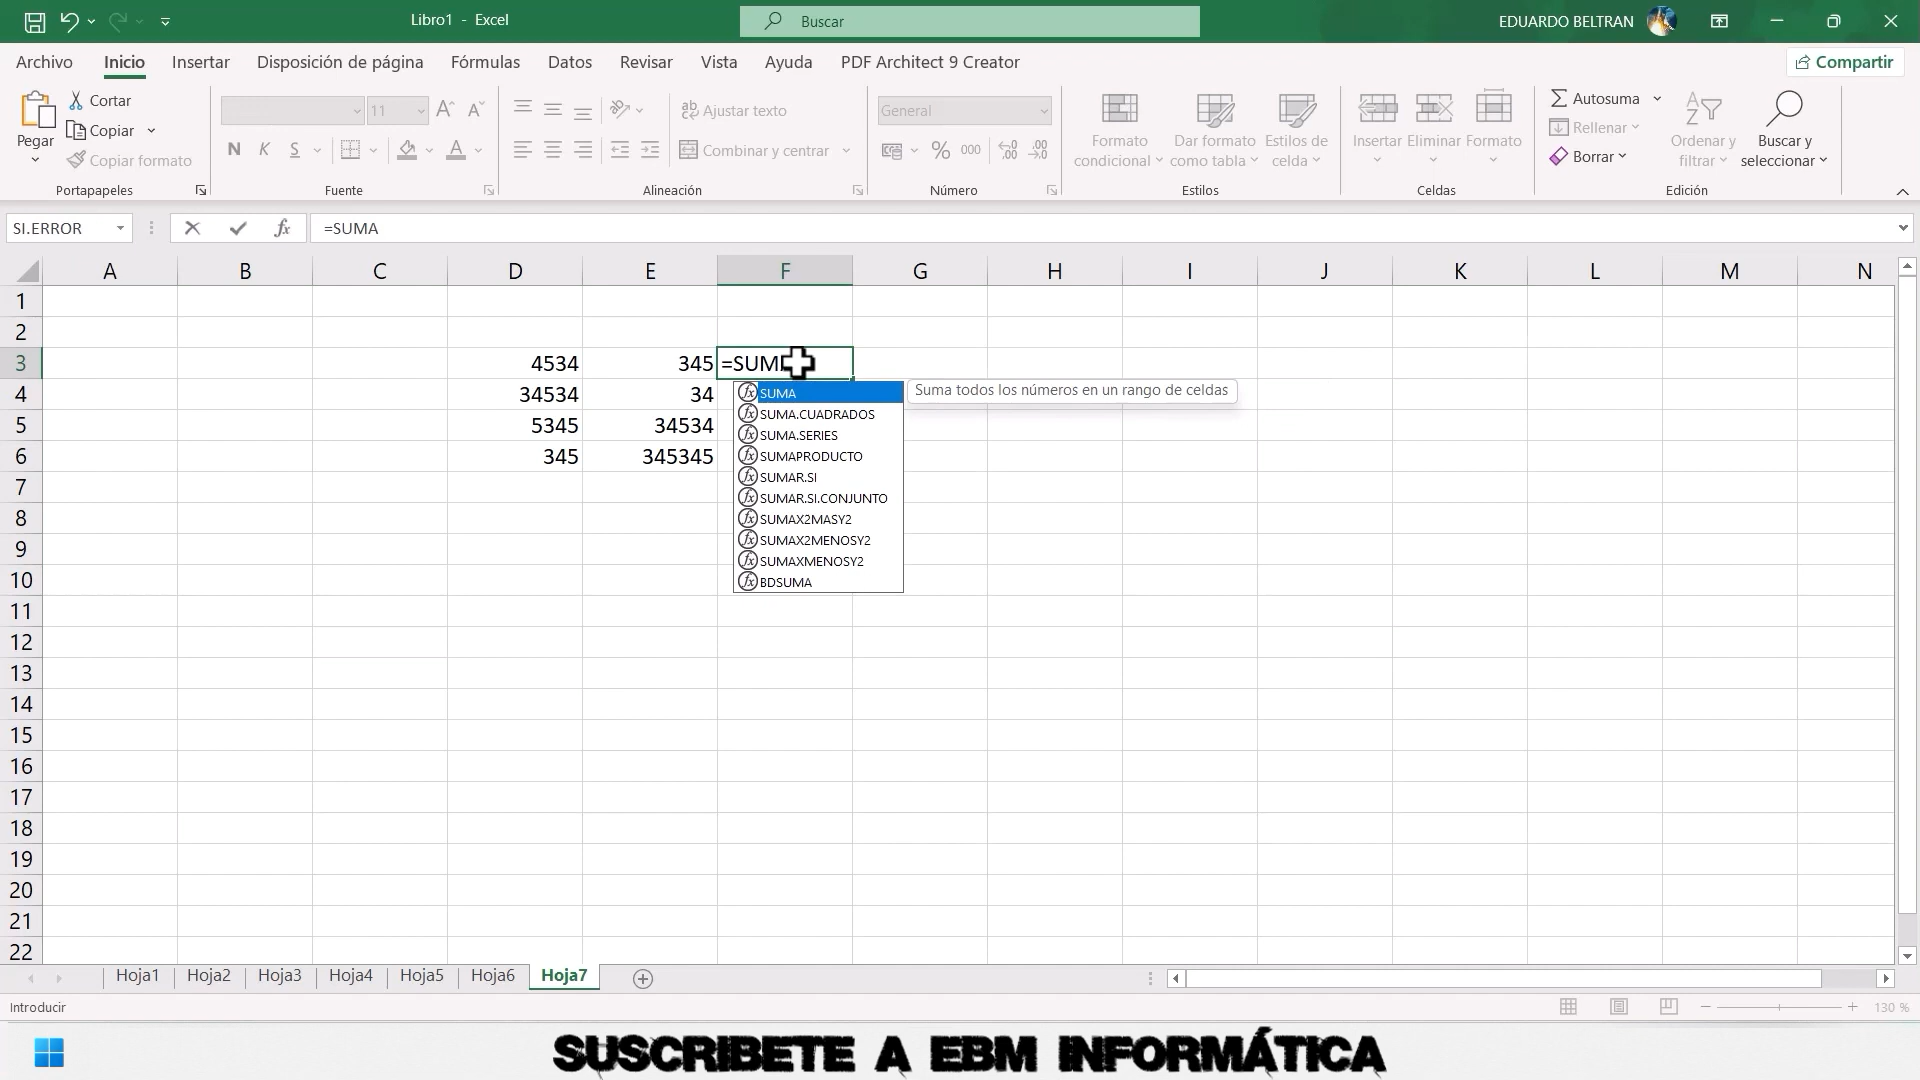 Libro1 - Excel
Buscar
EDUARDO BELTRAN
Archivo Inicio Insertar Disposición de página Fórmulas Datos Revisar Vista Ayuda PDF Architect 9 Creator
Compartir
Pegar
Cortar
Copiar
Copiar formato
Portapapeles
11
N K S
Fuente
Ajustar texto
Combinar y centrar
Alineación
General
% 000
Número
Formato condicional
Dar formato como tabla
Estilos de celda
Estilos
Insertar Eliminar Formato
Celdas
Autosuma
Rellenar
Borrar
Ordenar y filtrar
Buscar y seleccionar
Edición
SI.ERROR
fx
=SUMA
A B C D E F G H I J K L M N
1
2
3 4534 345 =SUM
4 34534 34
5 5345 34534
6 345 345345
7
8
9
10
11
12
13
14
15
16
17
18
19
20
21
22
SUMA
Suma todos los números en un rango de celdas
SUMA.CUADRADOS
SUMA.SERIES
SUMAPRODUCTO
SUMAR.SI
SUMAR.SI.CONJUNTO
SUMAX2MASY2
SUMAX2MENOSY2
SUMAXMENOSY2
BDSUMA
Hoja1 Hoja2 Hoja3 Hoja4 Hoja5 Hoja6 Hoja7
Introducir
130 %
SUSCRIBETE A EBM INFORMÁTICA